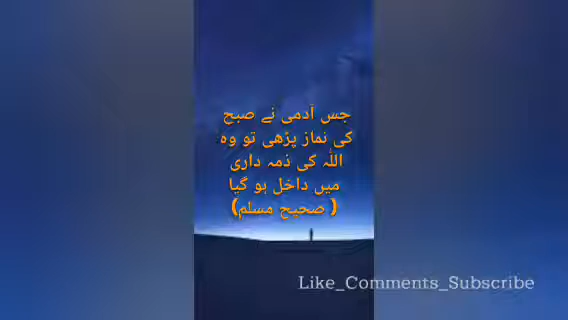 جس آدمی نے صبح
کی نماز پڑھی تو وہ
اللہ کی ذمہ داری
میں داخل ہو گیا
( صحیح مسلم)
Like_Comments_Subscribe